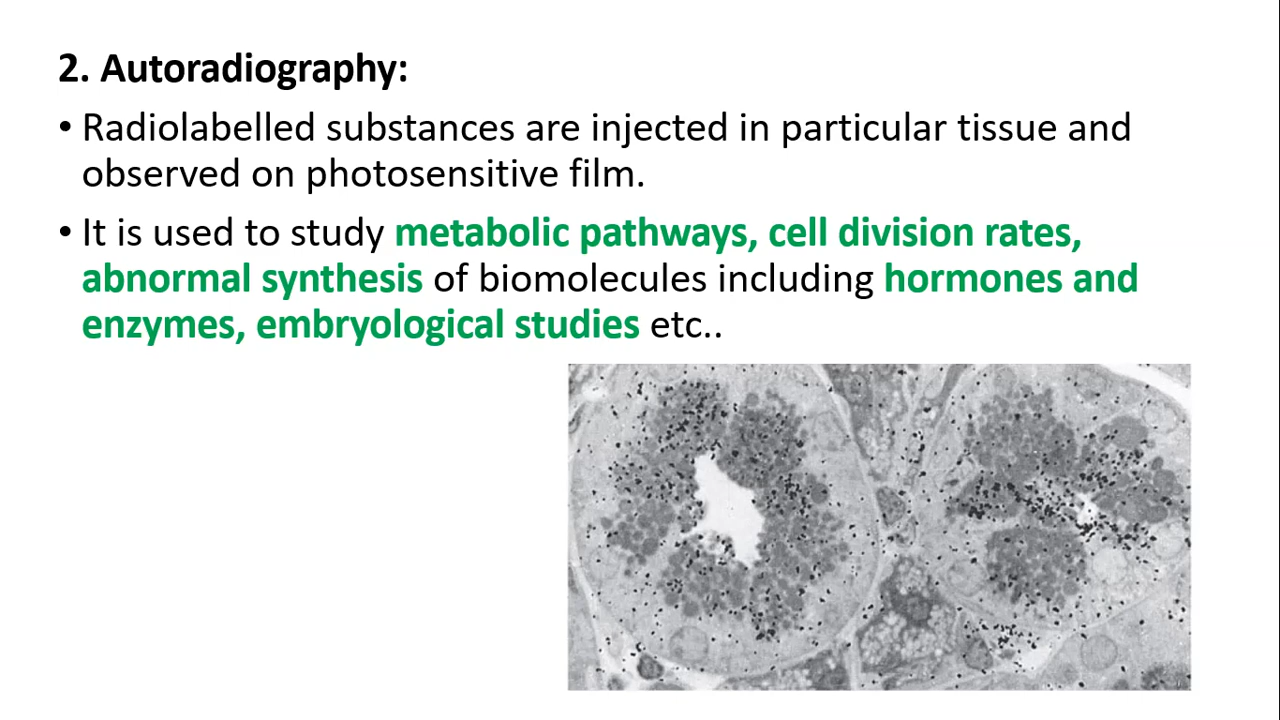 2. Autoradiography:
• Radiolabelled substances are injected in particular tissue and
observed on photosensitive film.
• It is used to study metabolic pathways, cell division rates,
abnormal synthesis of biomolecules including hormones and
enzymes, embryological studies etc..